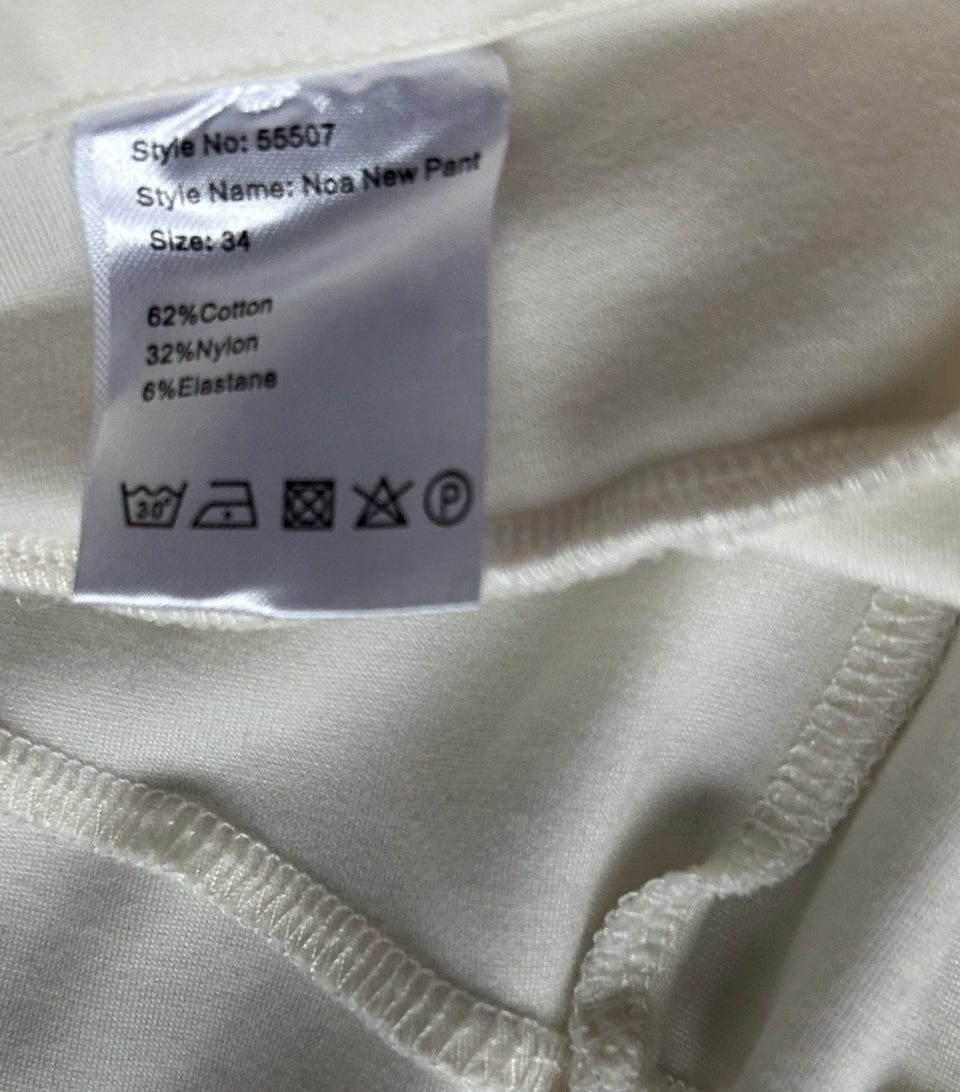 Style No: 55507
Style Name: Noa New Pant
Size: 34
62%Cotton
32%Nylon
6%Elastane
30° P